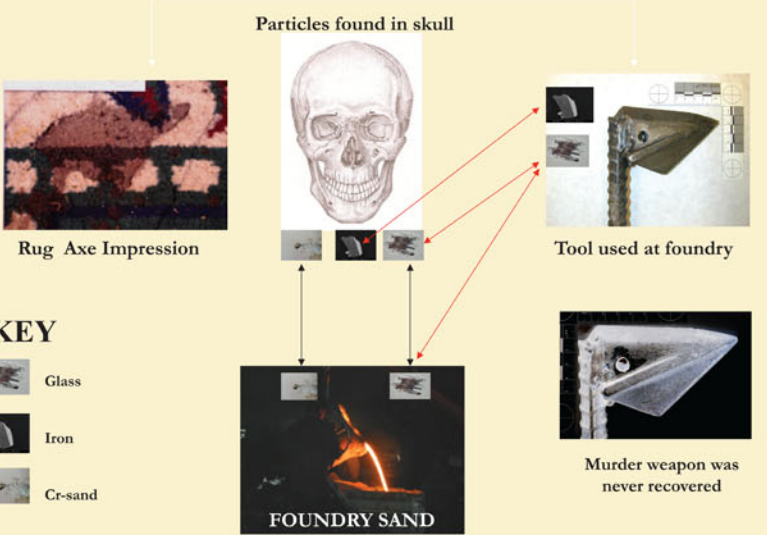 Particles found in skull
Rug Axe Impression
Tool used at foundry
KEY
Glass
Iron
Cr-sand
FOUNDRY SAND
Murder weapon was
never recovered